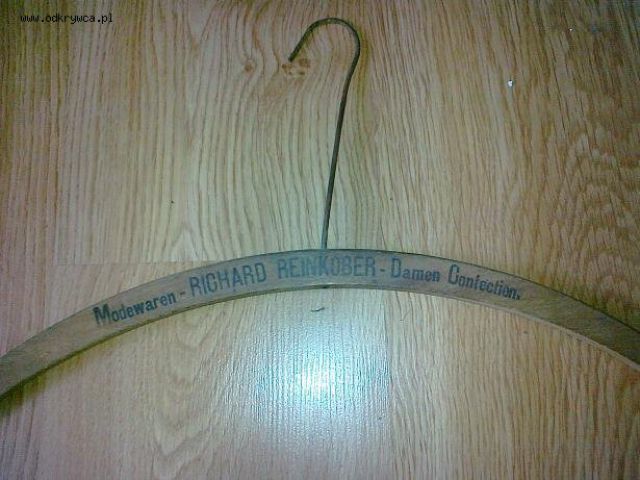 www.odkrywca.pl
Modewaren - RICHARD REINKOBER - Damen Confection.